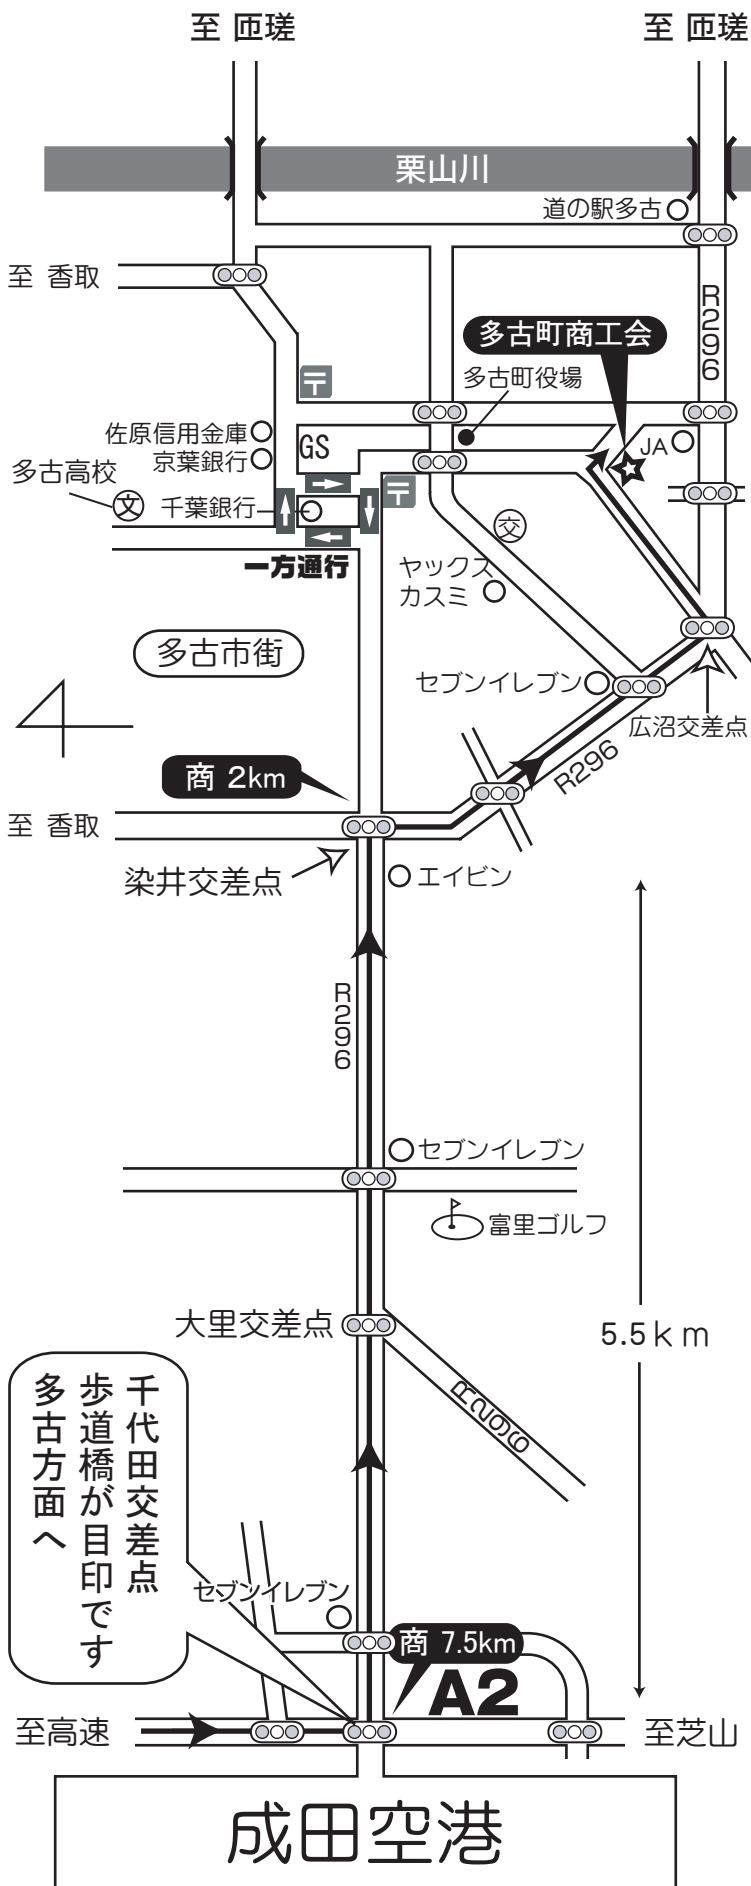 至 匝瑳
至 匝瑳
栗山川
道の駅多古
至 香取
R296
多古町商工会
〒
多古町役場
佐原信用金庫
GS
JA
京葉銀行
多古高校
文
千葉銀行
〒
交
一方通行
ヤックス
カスミ
多古市街
セブンイレブン
広沼交差点
R296
商 2km
至 香取
染井交差点
エイビン
R296
セブンイレブン
富里ゴルフ
大里交差点
5.5km
R296
千代田交差点
歩道橋が目印です
多古方面へ
セブンイレブン
商 7.5km
A2
至高速
至芝山
成田空港